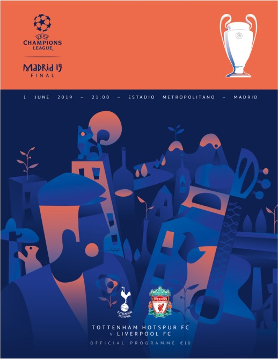 CHAMPIONS
LEAGUE
Madrid 19
FINAL
1 JUNE 2019 – 21:00 – ESTADIO METROPOLITANO – MADRID
TOTTENHAM HOTSPUR FC
v LIVERPOOL FC
OFFICIAL PROGRAMME €10